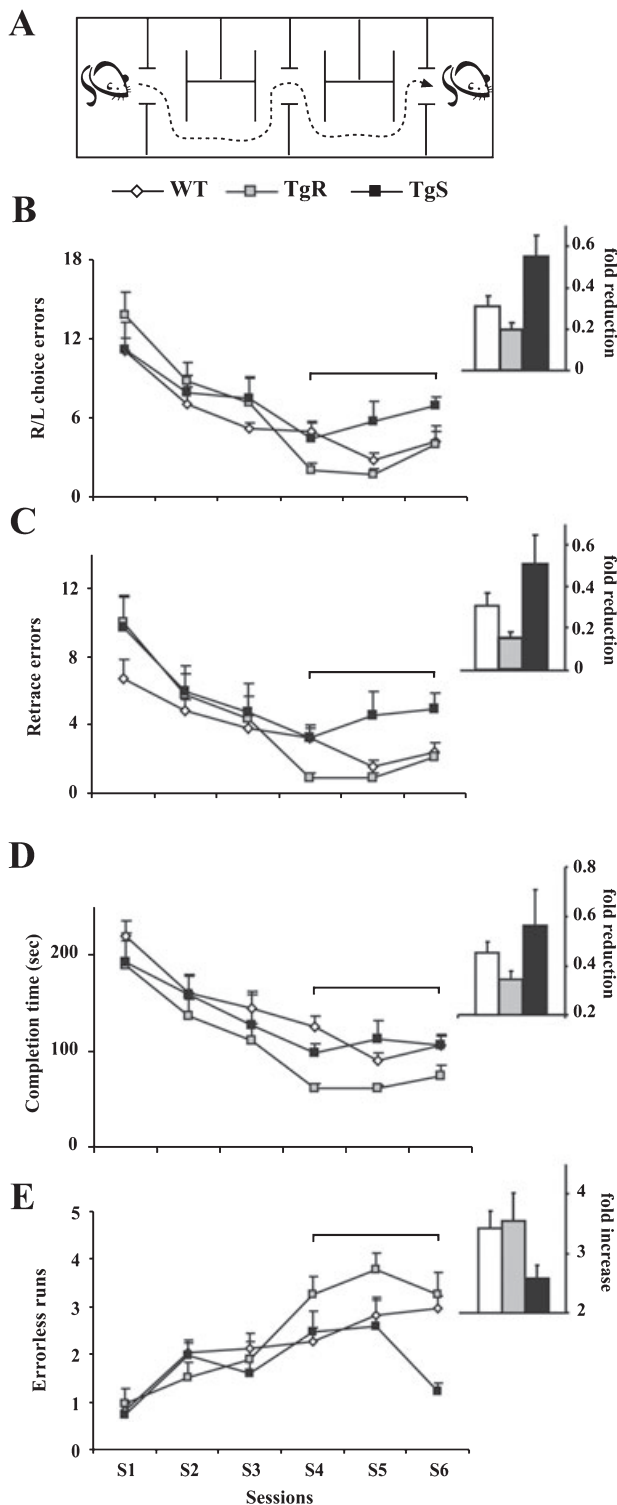 A
WT TgR TgS
B
R/L choice errors
18
12
6
0
0.6
0.4
0.2
0
fold reduction
C
Retrace errors
12
8
4
0
0.6
0.4
0.2
0
fold reduction
D
Completion time (sec)
200
100
0
0.8
0.6
0.4
0.2
fold reduction
E
Errorless runs
5
4
3
2
1
0
4
3
2
fold increase
S1 S2 S3 S4 S5 S6
Sessions